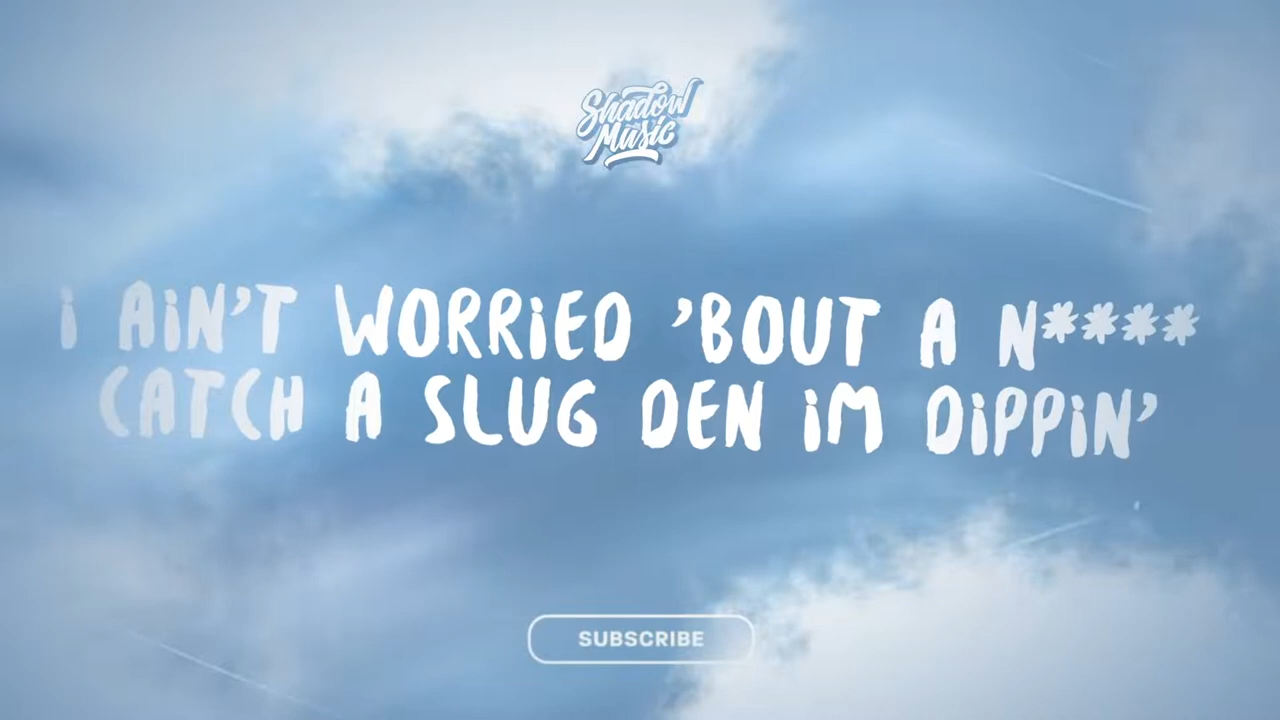 Shadow
Music
i AiN'T WORRiED 'BOUT A N****
CATCH A SLUG DEN iM DiPPiN'
SUBSCRIBE